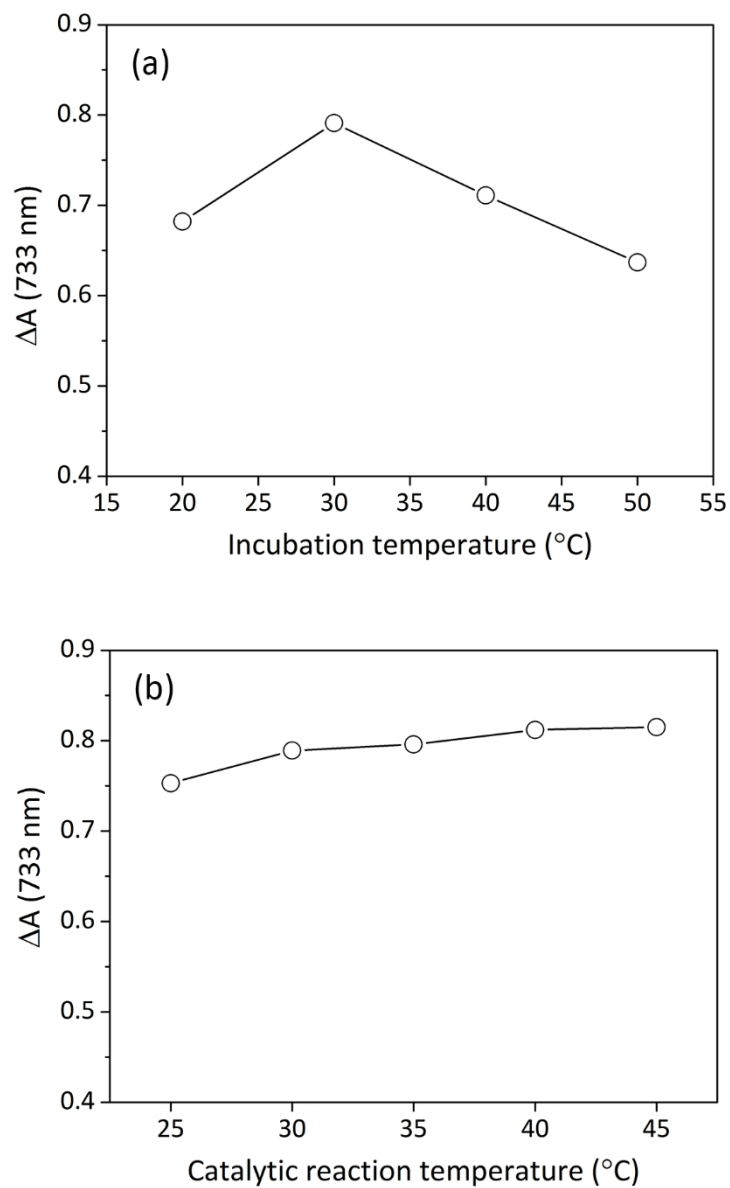 (a)
0.9
0.8
0.7
0.6
0.5
0.4
ΔA (733 nm)
15 20 25 30 35 40 45 50 55
Incubation temperature (°C)
(b)
0.9
0.8
0.7
0.6
0.5
0.4
ΔA (733 nm)
25 30 35 40 45
Catalytic reaction temperature (°C)